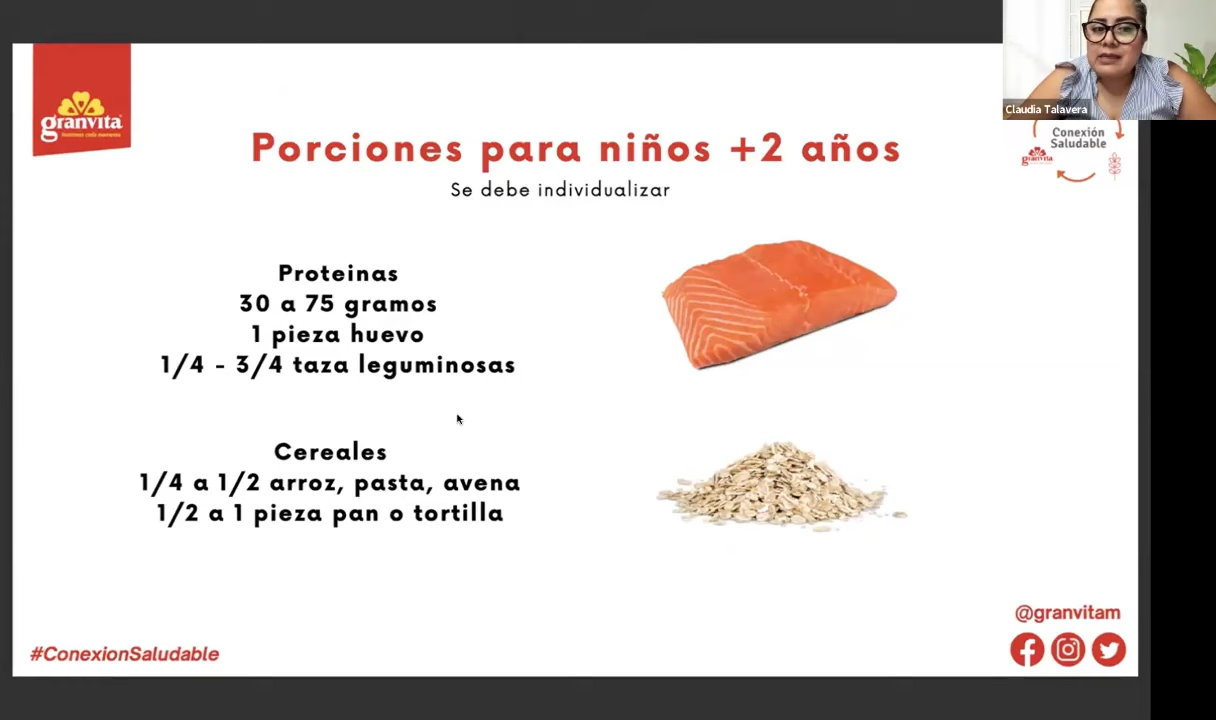 granvita
Porciones para niños +2 años
Se debe individualizar
Proteinas
30 a 75 gramos
1 pieza huevo
1/4 - 3/4 taza leguminosas
Cereales
1/4 a 1/2 arroz, pasta, avena
1/2 a 1 pieza pan o tortilla
#ConexionSaludable
Claudia Talavera
Conexión
Saludable
granvita
@granvitam